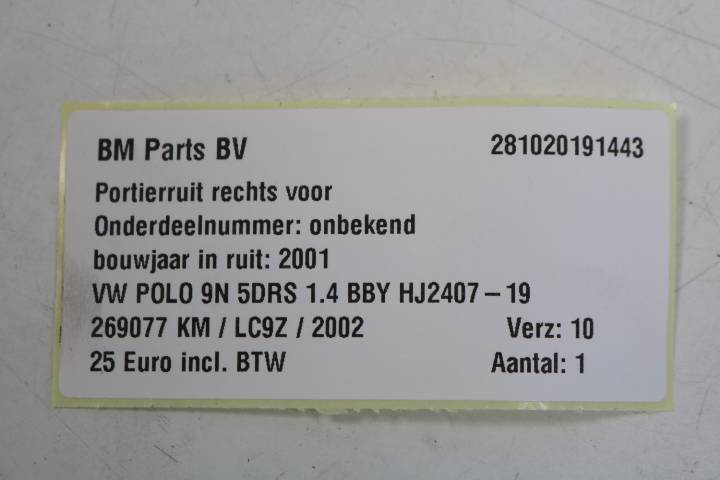 BM Parts BV 281020191443
Portierruit rechts voor
Onderdeelnummer: onbekend
bouwjaar in ruit: 2001
VW POLO 9N 5DRS 1.4 BBY HJ2407 – 19
269077 KM / LC9Z / 2002 Verz: 10
25 Euro incl. BTW Aantal: 1